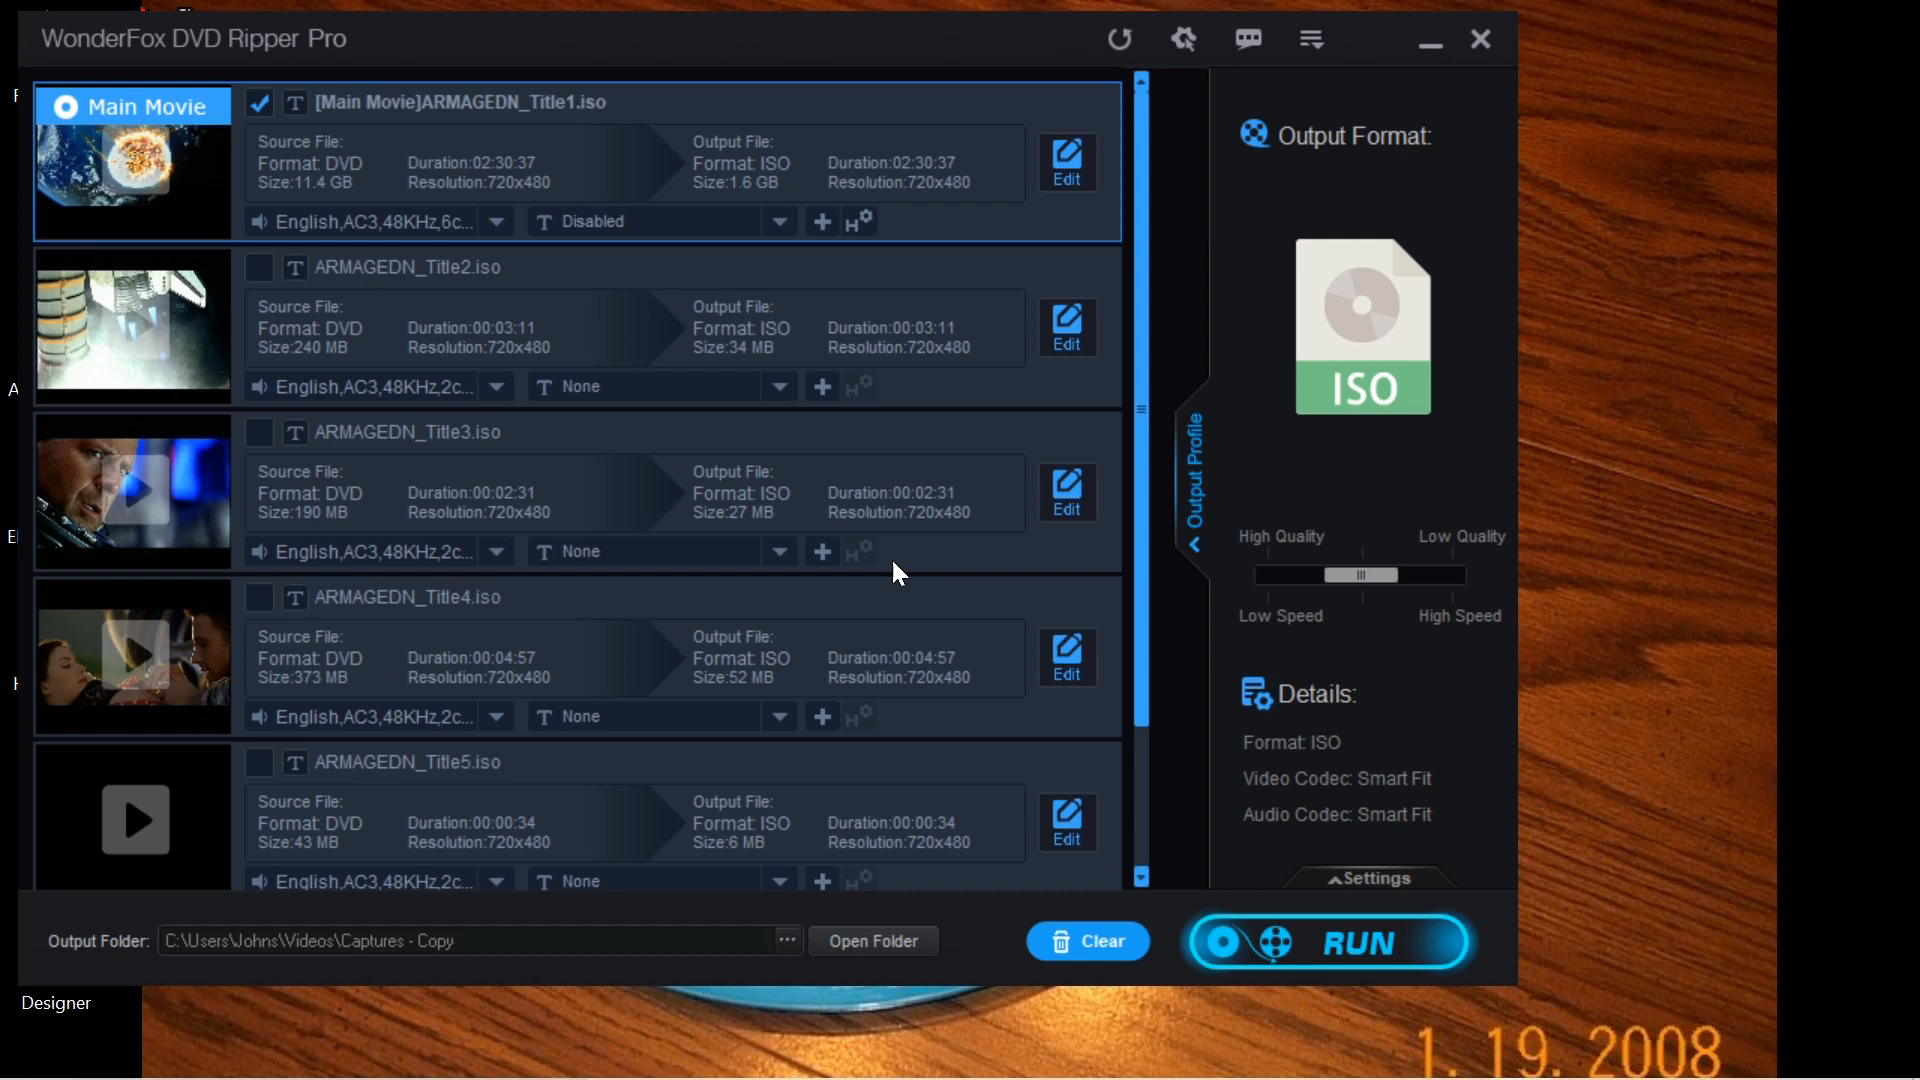 WonderFox DVD Ripper Pro
Main Movie
T [Main Movie]ARMAGEDN_Title1.iso
Source File:
Format: DVD
Duration:02:30:37
Size:11.4 GB
Resolution:720x480
Output File:
Format: ISO
Duration:02:30:37
Size:1.6 GB
Resolution:720x480
Edit
English,AC3,48KHz,6c...
T Disabled
+ H
T ARMAGEDN_Title2.iso
Source File:
Format: DVD
Duration:00:03:11
Size:240 MB
Resolution:720x480
Output File:
Format: ISO
Duration:00:03:11
Size:34 MB
Resolution:720x480
Edit
English,AC3,48KHz,2c...
T None
+ H
T ARMAGEDN_Title3.iso
Source File:
Format: DVD
Duration:00:02:31
Size:190 MB
Resolution:720x480
Output File:
Format: ISO
Duration:00:02:31
Size:27 MB
Resolution:720x480
Edit
English,AC3,48KHz,2c...
T None
+ H
T ARMAGEDN_Title4.iso
Source File:
Format: DVD
Duration:00:04:57
Size:373 MB
Resolution:720x480
Output File:
Format: ISO
Duration:00:04:57
Size:52 MB
Resolution:720x480
Edit
English,AC3,48KHz,2c...
T None
+ H
T ARMAGEDN_Title5.iso
Source File:
Format: DVD
Duration:00:00:34
Size:43 MB
Resolution:720x480
Output File:
Format: ISO
Duration:00:00:34
Size:6 MB
Resolution:720x480
Edit
English,AC3,48KHz,2c...
T None
+ H
Output Profile
Output Format:
ISO
High Quality
Low Quality
Low Speed
High Speed
Details:
Format: ISO
Video Codec: Smart Fit
Audio Codec: Smart Fit
Settings
Output Folder: C:\Users\Johns\Videos\Captures - Copy ...
Open Folder
Clear
RUN
Designer
1. 19. 2008